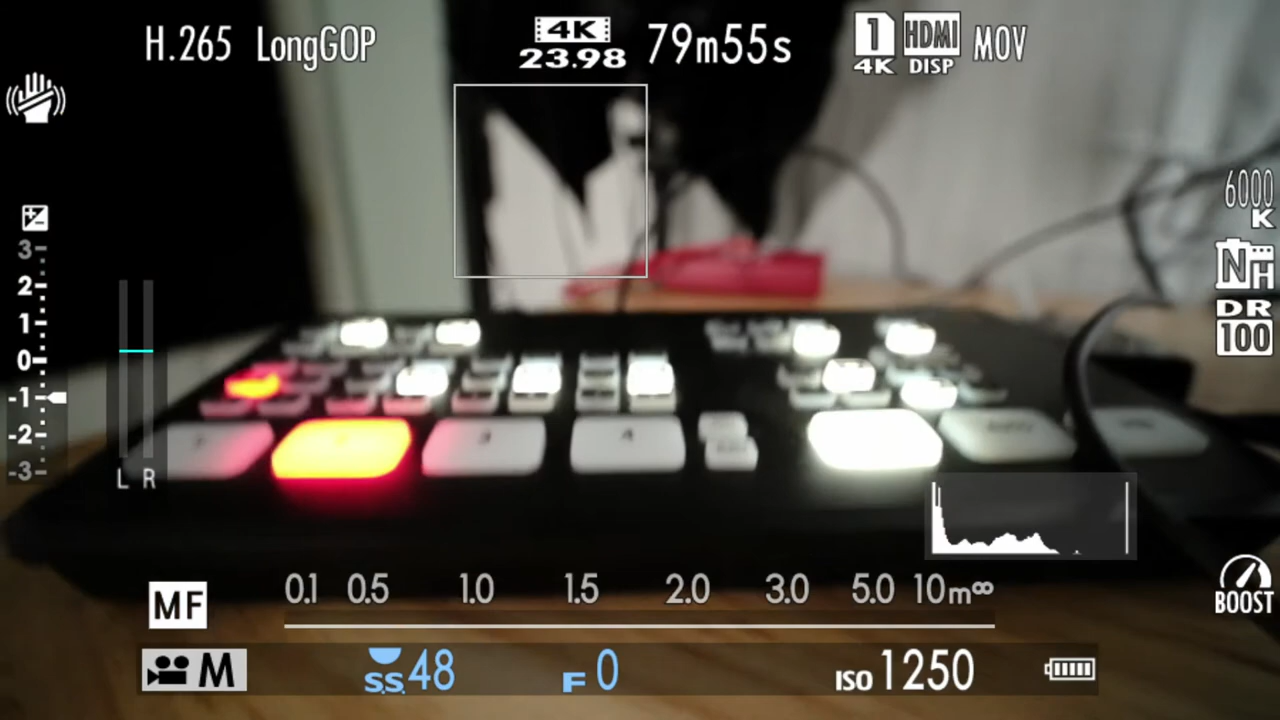 H.265 LongGOP 4K 23.98 79m55s 1 4K HDMI DISP MOV
6000 K
N H
DR 100
3
2
1
0
-1
-2
-3
L R
3 4
0.1 0.5 1.0 1.5 2.0 3.0 5.0 10m∞
MF
BOOST
M S.S. 48 F 0 ISO 1250